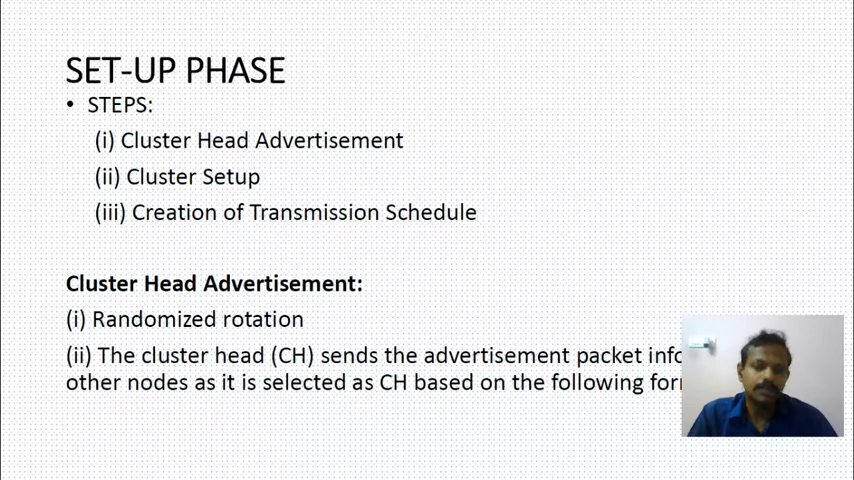 SET-UP PHASE
• STEPS:
(i) Cluster Head Advertisement
(ii) Cluster Setup
(iii) Creation of Transmission Schedule
Cluster Head Advertisement:
(i) Randomized rotation
(ii) The cluster head (CH) sends the advertisement packet
other nodes as it is selected as CH based on the following